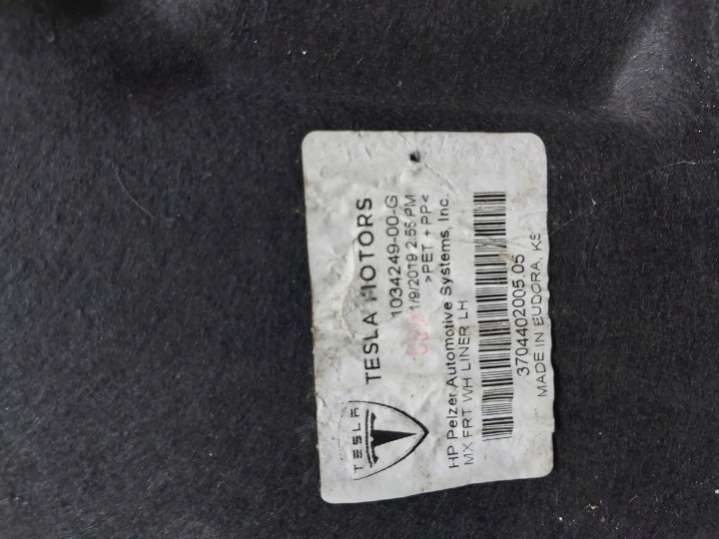 TESLA
TESLA MOTORS
1034249-00-G
1/9/2019 2:55 PM
>PET + PP<
HP Pelzer Automotive Systems, Inc.
MX FRT WH LINER LH
3704402005.05
MADE IN EUDORA, KS